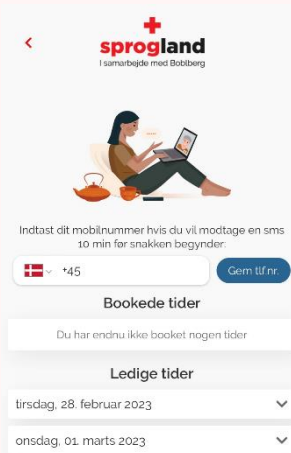 sprogland
I samarbejde med Boblberg
Indtast dit mobilnummer hvis du vil modtage en sms
10 min før snakken begynder:
+45
Gem tlf.nr.
Bookede tider
Du har endnu ikke booket nogen tider
Ledige tider
tirsdag, 28. februar 2023
onsdag, 01. marts 2023